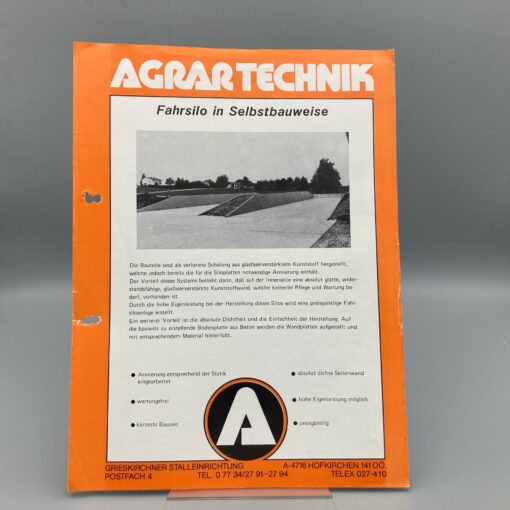 AGRARTECHNIK
Fahrsilo in Selbstbauweise
Die Bauteile sind als verlorene Schalung aus glasfaserverstärktem Kunststoff hergestellt,
welche jedoch bereits die für die Siloplatten notwendige Armierung enthält.
Der Vorteil dieses Systems besteht darin, daß auf der Innenseite eine absolut glatte, wider-
standsfähige, glasfaserverstärkte Kunststoffwand, welche keinerlei Pflege und Wartung be-
darf, vorhanden ist.
Durch die hohe Eigenleistung bei der Herstellung dieses Silos wird eine preisgünstige Fahr-
siloanlage erstellt.
Ein weiterer Vorteil ist die absolute Dichtheit und die Einfachheit der Herstellung. Auf
die bauseits zu erstellende Bodenplatte aus Beton werden die Wandplatten aufgestellt und
mit entsprechendem Material hinterfüllt.
● Armierung entsprechend der Statik
eingearbeitet
● wartungsfrei
● kürzeste Bauzeit
● absolut dichte Seitenwand
● hohe Eigenleistung möglich
● preisgünstig
A
GRIESKIRCHNER STALLEINRICHTUNG A-4716 HOFKIRCHEN 141 OÖ.
POSTFACH 4 TEL. 0 77 34/27 91-27 94 TELEX 027-410